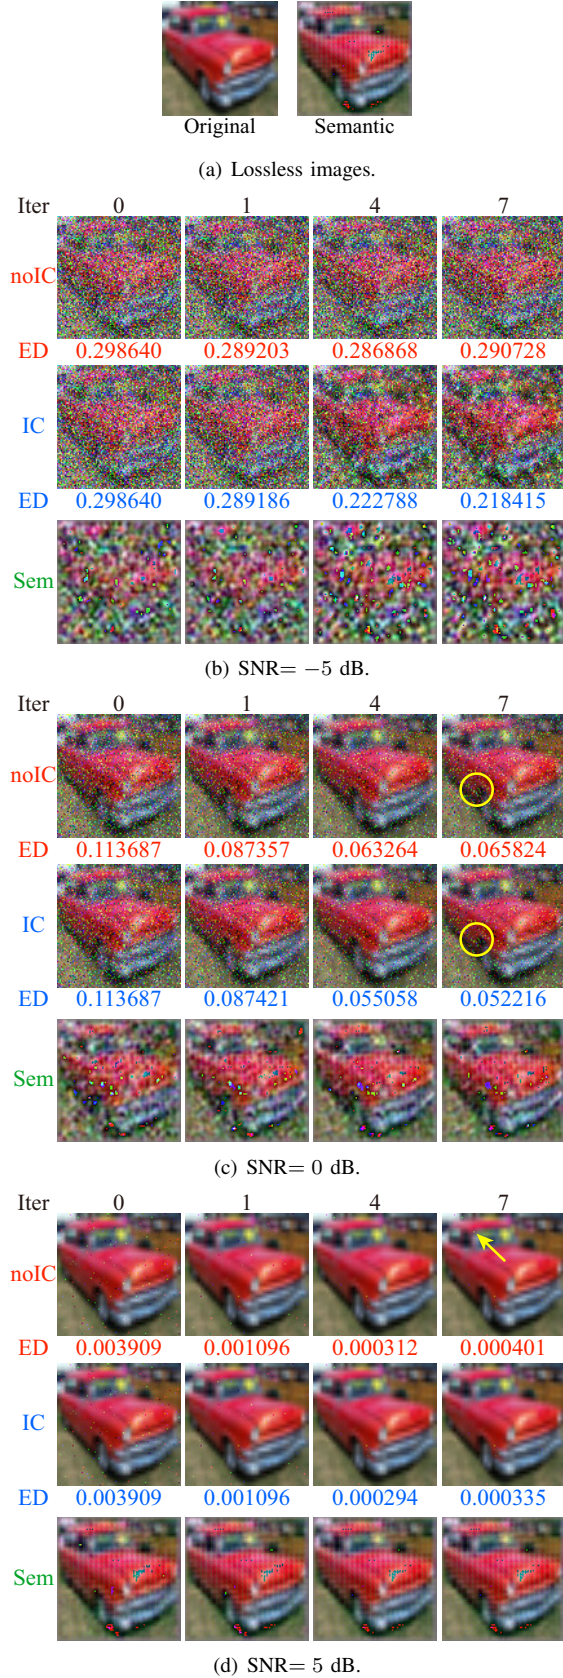 Original Semantic
(a) Lossless images.
Iter 0 1 4 7
noIC
ED 0.298640 0.289203 0.286868 0.290728
IC
ED 0.298640 0.289186 0.222788 0.218415
Sem
(b) SNR= −5 dB.
Iter 0 1 4 7
noIC
ED 0.113687 0.087357 0.063264 0.065824
IC
ED 0.113687 0.087421 0.055058 0.052216
Sem
(c) SNR= 0 dB.
Iter 0 1 4 7
noIC
ED 0.003909 0.001096 0.000312 0.000401
IC
ED 0.003909 0.001096 0.000294 0.000335
Sem
(d) SNR= 5 dB.